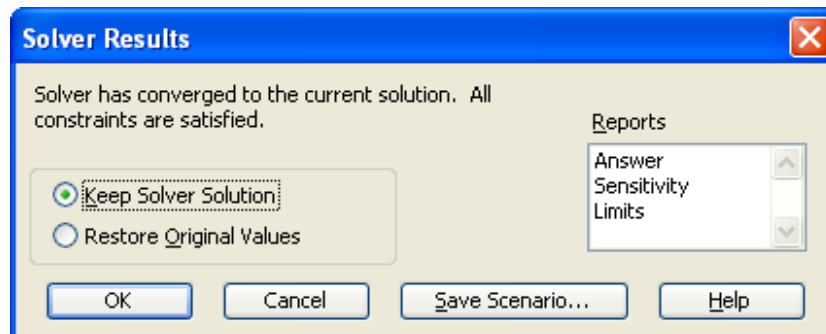 Solver Results
Solver has converged to the current solution.  All
constraints are satisfied.
Reports
Answer
Sensitivity
Limits
Keep Solver Solution
Restore Original Values
OK
Cancel
Save Scenario...
Help